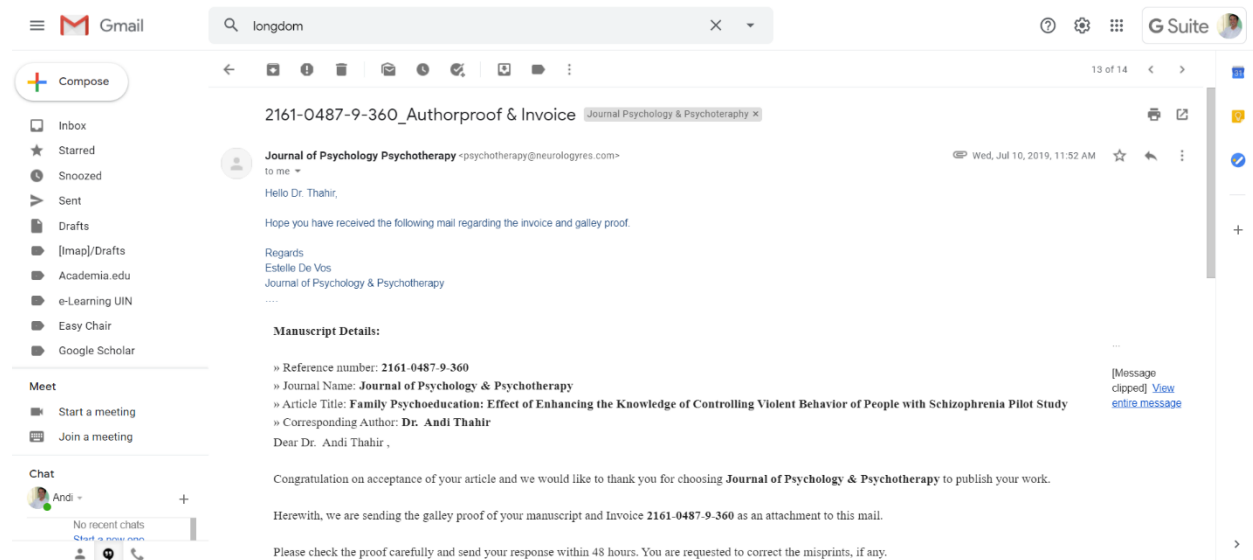 Gmail
longdom
G Suite
Compose
13 of 14
Inbox
Starred
Snoozed
Sent
Drafts
[Imap]/Drafts
Academia.edu
e-Learning UIN
Easy Chair
Google Scholar
Meet
Start a meeting
Join a meeting
Chat
Andi
No recent chats
Start a new one
2161-0487-9-360_Authorproof & Invoice
Journal Psychology & Psychoteraphy ×
Journal of Psychology Psychotherapy <psychotherapy@neurologyres.com>
Wed, Jul 10, 2019, 11:52 AM
to me
Hello Dr. Thahir,
Hope you have received the following mail regarding the invoice and galley proof.
Regards
Estelle De Vos
Journal of Psychology & Psychotherapy
....
Manuscript Details:
» Reference number: 2161-0487-9-360
» Journal Name: Journal of Psychology & Psychotherapy
» Article Title: Family Psychoeducation: Effect of Enhancing the Knowledge of Controlling Violent Behavior of People with Schizophrenia Pilot Study
» Corresponding Author: Dr. Andi Thahir
Dear Dr. Andi Thahir ,
Congratulation on acceptance of your article and we would like to thank you for choosing Journal of Psychology & Psychotherapy to publish your work.
Herewith, we are sending the galley proof of your manuscript and Invoice 2161-0487-9-360 as an attachment to this mail.
Please check the proof carefully and send your response within 48 hours. You are requested to correct the misprints, if any.
...
[Message
clipped] View
entire message
31